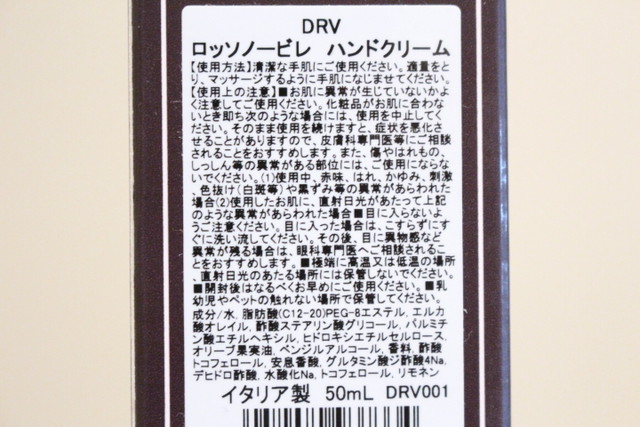 DRV
ロッソノービレ ハンドクリーム
【使用方法】清潔な手肌にご使用ください。適量をと
り、マッサージするように手肌になじませてください。
【使用上の注意】■お肌に異常が生じていないかよ
く注意してご使用ください。化粧品がお肌に合わな
いとき即ち次のような場合には、使用を中止してく
ださい。そのまま使用を続けますと、症状を悪化さ
せることがありますので、皮膚科専門医等にご相談
されることをおすすめします。また、傷やはれもの、
しっしん等の異常がある部位には、ご使用にならな
いでください。(1)使用中、赤味、はれ、かゆみ、刺激
、色抜け(白斑等)や黒ずみ等の異常があらわれた
場合(2)使用したお肌に、直射日光があたって上記
のような異常があらわれた場合■目に入らないよ
うご注意ください。目に入った場合は、こすらずにす
ぐに洗い流してください。その後、目に異物感など
異常が残る場合は、眼科専門医へご相談されるこ
とをおすすめします。■極端に高温又は低温の場所
、直射日光のあたる場所には保管しないでください。
■開封後はなるべくお早めにご使用ください。■乳
幼児やペットの触れない場所で保管してください。
成分/水, 脂肪酸(C12-20)PEG-8エステル, エルカ
酸オレイル, 酢酸ステアリン酸グリコール, パルミチ
ン酸エチルヘキシル, ヒドロキシエチルセルロース,
オリーブ果実油, ベンジルアルコール, 香料, 酢酸
トコフェロール, 安息香酸, グルタミン酸ジ酢酸4Na,
デヒドロ酢酸, 水酸化Na, トコフェロール, リモネン
イタリア製 50mL DRV001